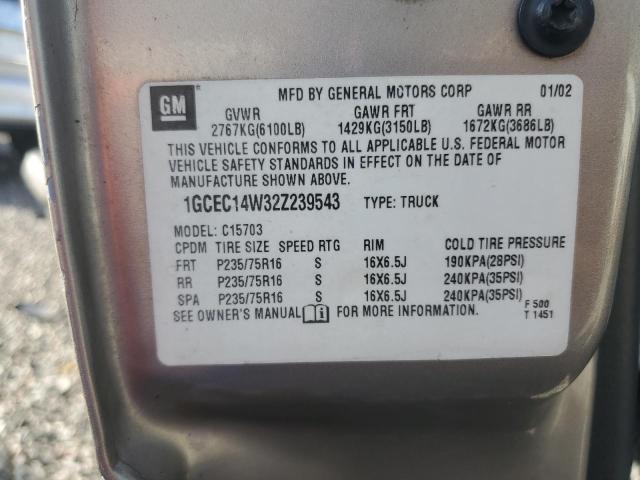 GM
MFD BY GENERAL MOTORS CORP 01/02
GVWR GAWR FRT GAWR RR
2767KG(6100LB) 1429KG(3150LB) 1672KG(3686LB)
THIS VEHICLE CONFORMS TO ALL APPLICABLE U.S. FEDERAL MOTOR
VEHICLE SAFETY STANDARDS IN EFFECT ON THE DATE OF
MANUFACTURE SHOWN ABOVE.
1GCEC14W32Z239543 TYPE: TRUCK
MODEL: C15703
CPDM TIRE SIZE SPEED RTG RIM COLD TIRE PRESSURE
FRT P235/75R16 S 16X6.5J 190KPA(28PSI)
RR P235/75R16 S 16X6.5J 240KPA(35PSI)
SPA P235/75R16 S 16X6.5J 240KPA(35PSI)
SEE OWNER'S MANUAL FOR MORE INFORMATION. F 500
T 1451